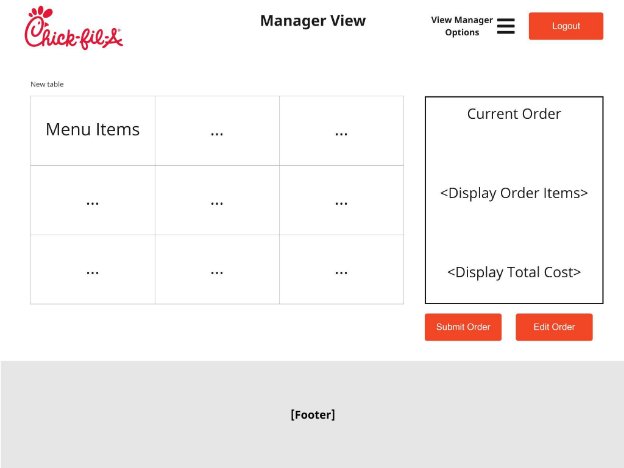 Chick-fil-A
Manager View
View Manager
Options
Logout
New table
Menu Items
...
...
Current Order
...
...
...
<Display Order Items>
...
...
...
<Display Total Cost>
Submit Order
Edit Order
[Footer]